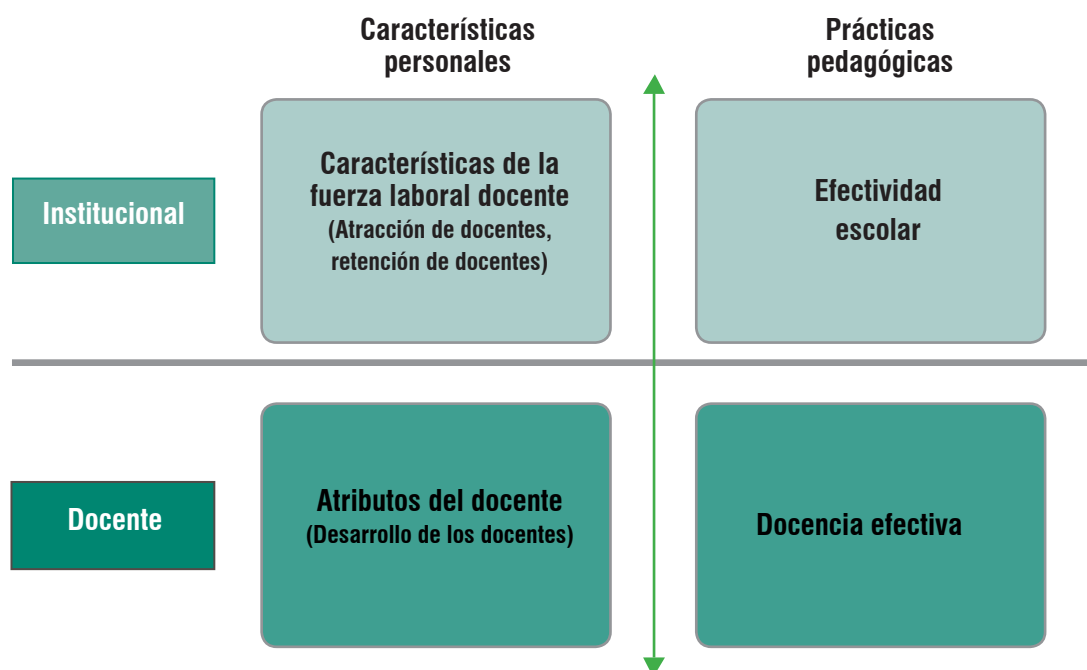 Características
personales
Prácticas
pedagógicas
Institucional
Características de la
fuerza laboral docente
(Atracción de docentes,
retención de docentes)
Efectividad
escolar
Docente
Atributos del docente
(Desarrollo de los docentes)
Docencia efectiva